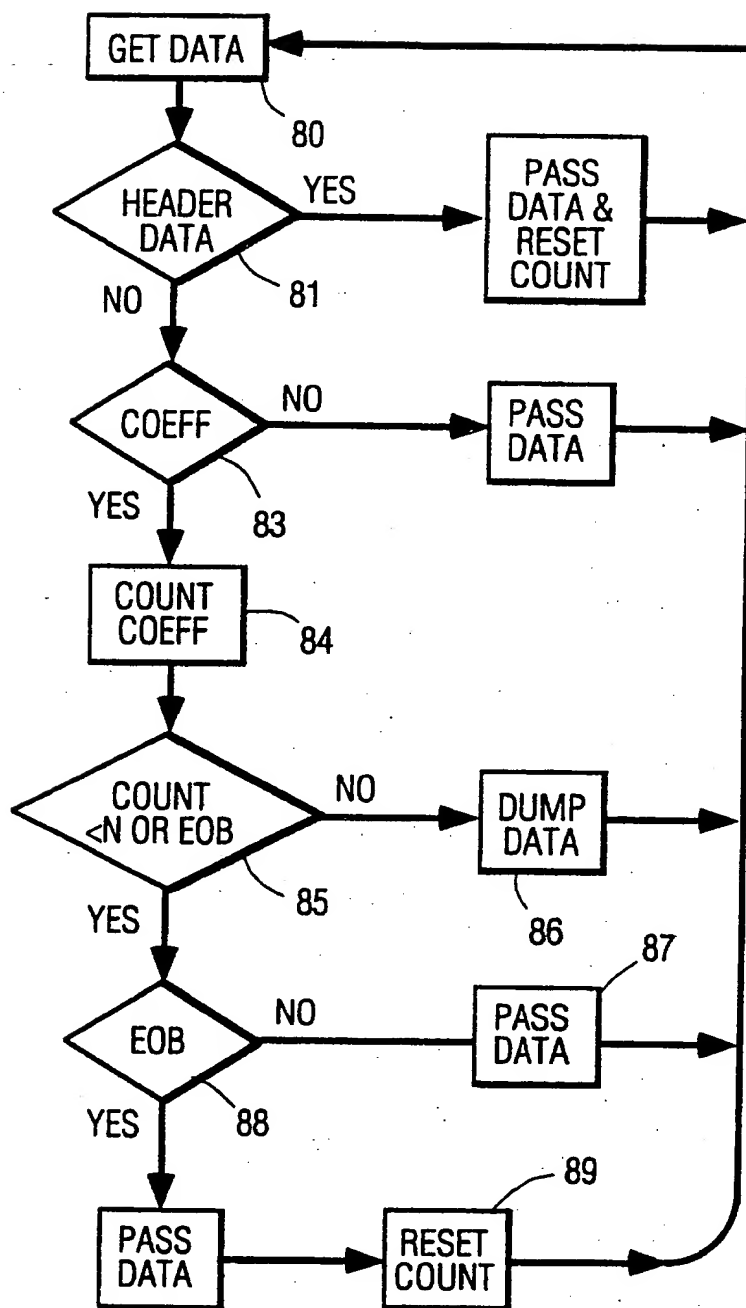 GET DATA
80
HEADER
DATA
81
YES
PASS
DATA &
RESET
COUNT
NO
COEFF
83
NO
PASS
DATA
YES
COUNT
COEFF
84
COUNT
<N OR EOB
85
NO
DUMP
DATA
86
YES
EOB
88
NO
PASS
DATA
87
YES
PASS
DATA
RESET
COUNT
89